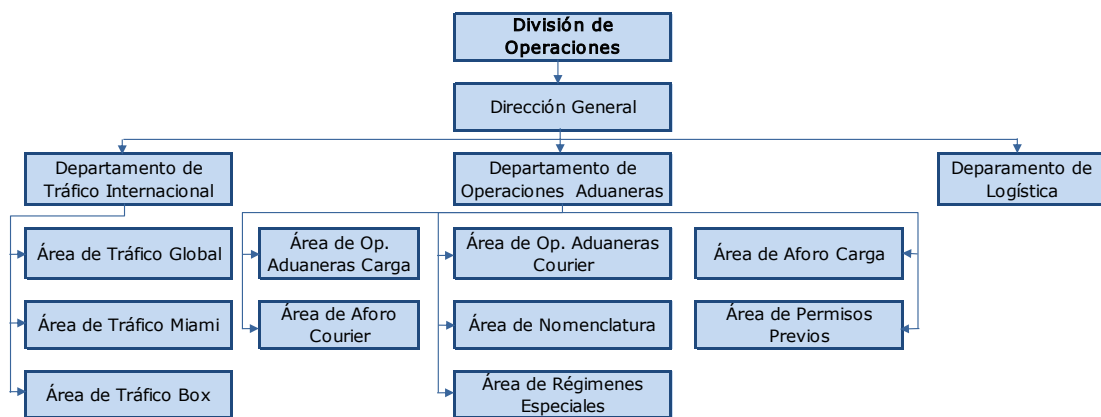 División de
Operaciones
Dirección General
Departamento de
Tráfico Internacional
Departamento de
Operaciones Aduaneras
Deparamento de
Logística
Área de Tráfico Global
Área de Op.
Aduaneras Carga
Área de Op. Aduaneras
Courier
Área de Aforo Carga
Área de Tráfico Miami
Área de Aforo
Courier
Área de Nomenclatura
Área de Permisos
Previos
Área de Tráfico Box
Área de Régimenes
Especiales